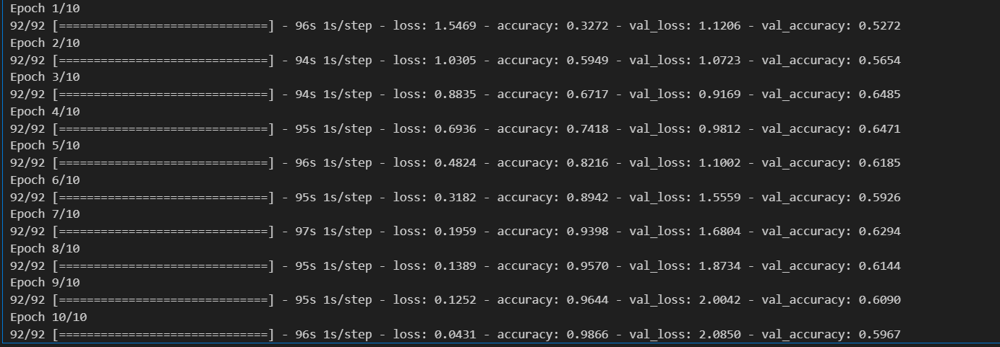 Epoch 1/10
92/92 [==============================] - 96s 1s/step - loss: 1.5469 - accuracy: 0.3272 - val_loss: 1.1206 - val_accuracy: 0.5272
Epoch 2/10
92/92 [==============================] - 94s 1s/step - loss: 1.0305 - accuracy: 0.5949 - val_loss: 1.0723 - val_accuracy: 0.5654
Epoch 3/10
92/92 [==============================] - 94s 1s/step - loss: 0.8835 - accuracy: 0.6717 - val_loss: 0.9169 - val_accuracy: 0.6485
Epoch 4/10
92/92 [==============================] - 95s 1s/step - loss: 0.6936 - accuracy: 0.7418 - val_loss: 0.9812 - val_accuracy: 0.6471
Epoch 5/10
92/92 [==============================] - 96s 1s/step - loss: 0.4824 - accuracy: 0.8216 - val_loss: 1.1002 - val_accuracy: 0.6185
Epoch 6/10
92/92 [==============================] - 95s 1s/step - loss: 0.3182 - accuracy: 0.8942 - val_loss: 1.5559 - val_accuracy: 0.5926
Epoch 7/10
92/92 [==============================] - 97s 1s/step - loss: 0.1959 - accuracy: 0.9398 - val_loss: 1.6804 - val_accuracy: 0.6294
Epoch 8/10
92/92 [==============================] - 95s 1s/step - loss: 0.1389 - accuracy: 0.9570 - val_loss: 1.8734 - val_accuracy: 0.6144
Epoch 9/10
92/92 [==============================] - 95s 1s/step - loss: 0.1252 - accuracy: 0.9644 - val_loss: 2.0042 - val_accuracy: 0.6090
Epoch 10/10
92/92 [==============================] - 96s 1s/step - loss: 0.0431 - accuracy: 0.9866 - val_loss: 2.0850 - val_accuracy: 0.5967